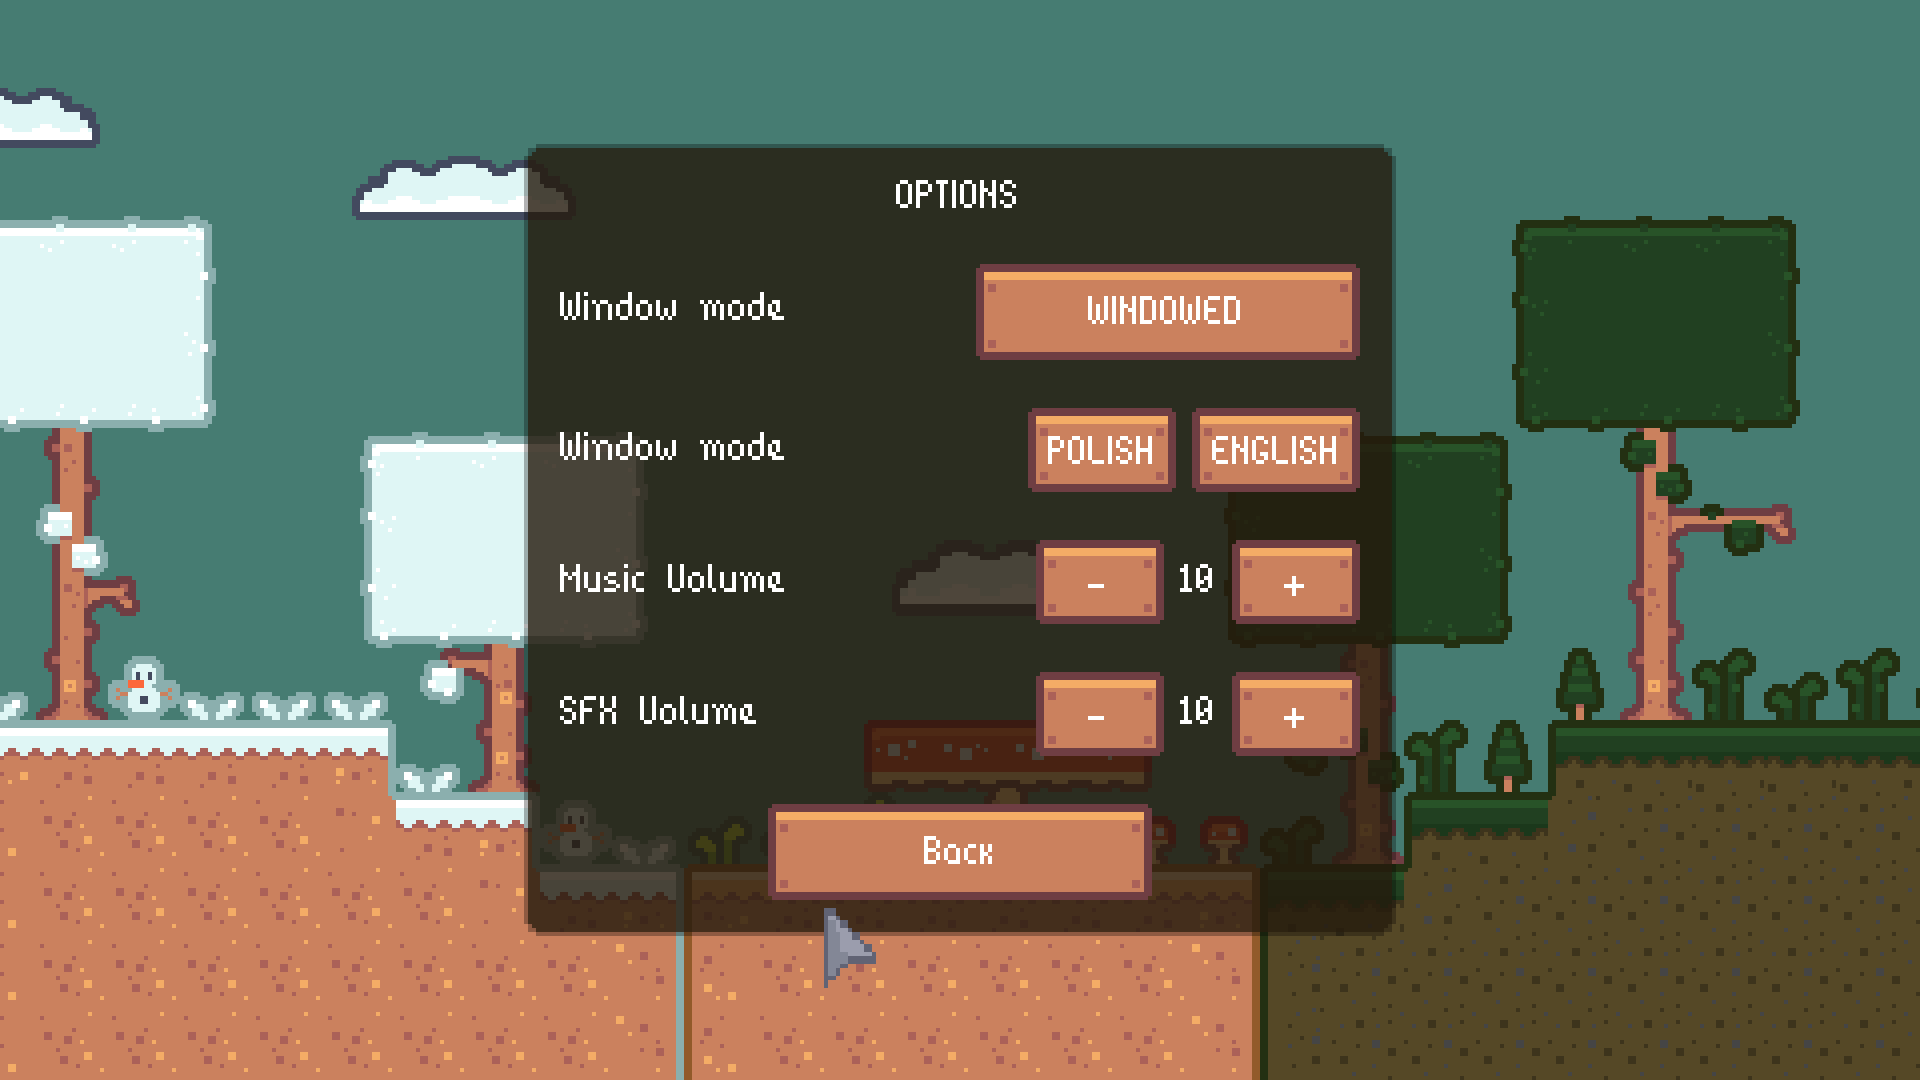 OPTIONS
Window mode WINDOWED
Window mode POLISH ENGLISH
Music Volume - 10 +
SFX Volume - 10 +
Back